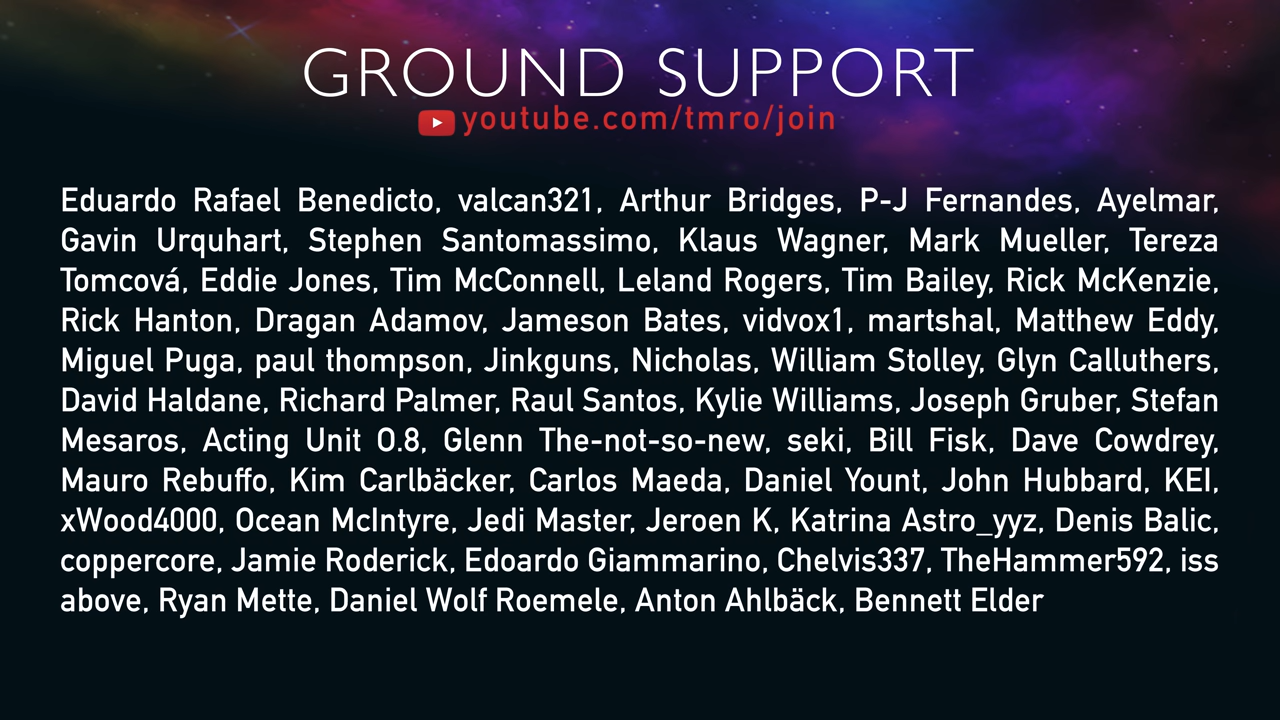 GROUND SUPPORT
youtube.com/tmro/join
Eduardo Rafael Benedicto, valcan321, Arthur Bridges, P-J Fernandes, Ayelmar,
Gavin Urquhart, Stephen Santomassimo, Klaus Wagner, Mark Mueller, Tereza
Tomcová, Eddie Jones, Tim McConnell, Leland Rogers, Tim Bailey, Rick McKenzie,
Rick Hanton, Dragan Adamov, Jameson Bates, vidvox1, martshal, Matthew Eddy,
Miguel Puga, paul thompson, Jinkguns, Nicholas, William Stolley, Glyn Calluthers,
David Haldane, Richard Palmer, Raul Santos, Kylie Williams, Joseph Gruber, Stefan
Mesaros, Acting Unit 0.8, Glenn The-not-so-new, seki, Bill Fisk, Dave Cowdrey,
Mauro Rebuffo, Kim Carlbäcker, Carlos Maeda, Daniel Yount, John Hubbard, KEI,
xWood4000, Ocean McIntyre, Jedi Master, Jeroen K, Katrina Astro_yyz, Denis Balic,
coppercore, Jamie Roderick, Edoardo Giammarino, Chelvis337, TheHammer592, iss
above, Ryan Mette, Daniel Wolf Roemele, Anton Ahlbäck, Bennett Elder